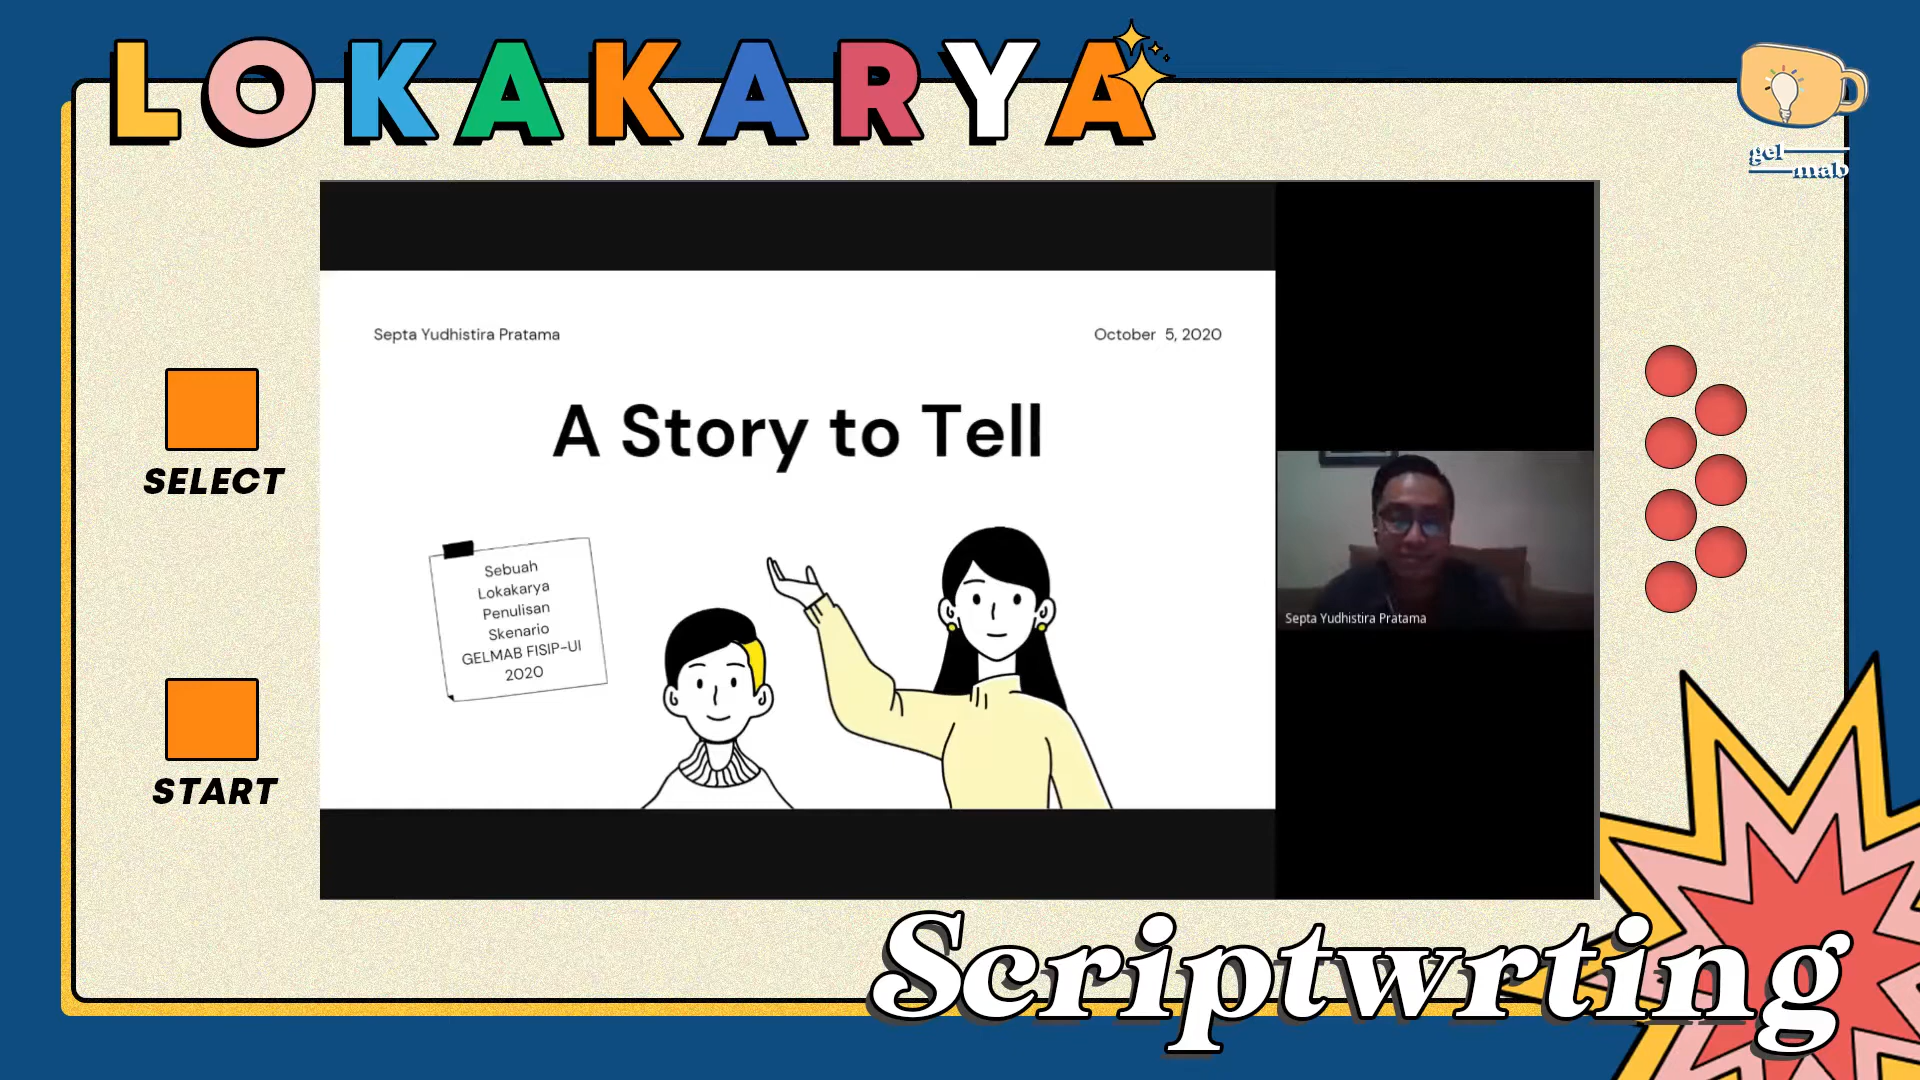 LOKAKARYA
gel
mab
Septa Yudhistira Pratama
October 5, 2020
A Story to Tell
Sebuah
Lokakarya
Penulisan
Skenario
GELMAB FISIP-UI
2020
SELECT
START
Septa Yudhistira Pratama
Scriptwrting